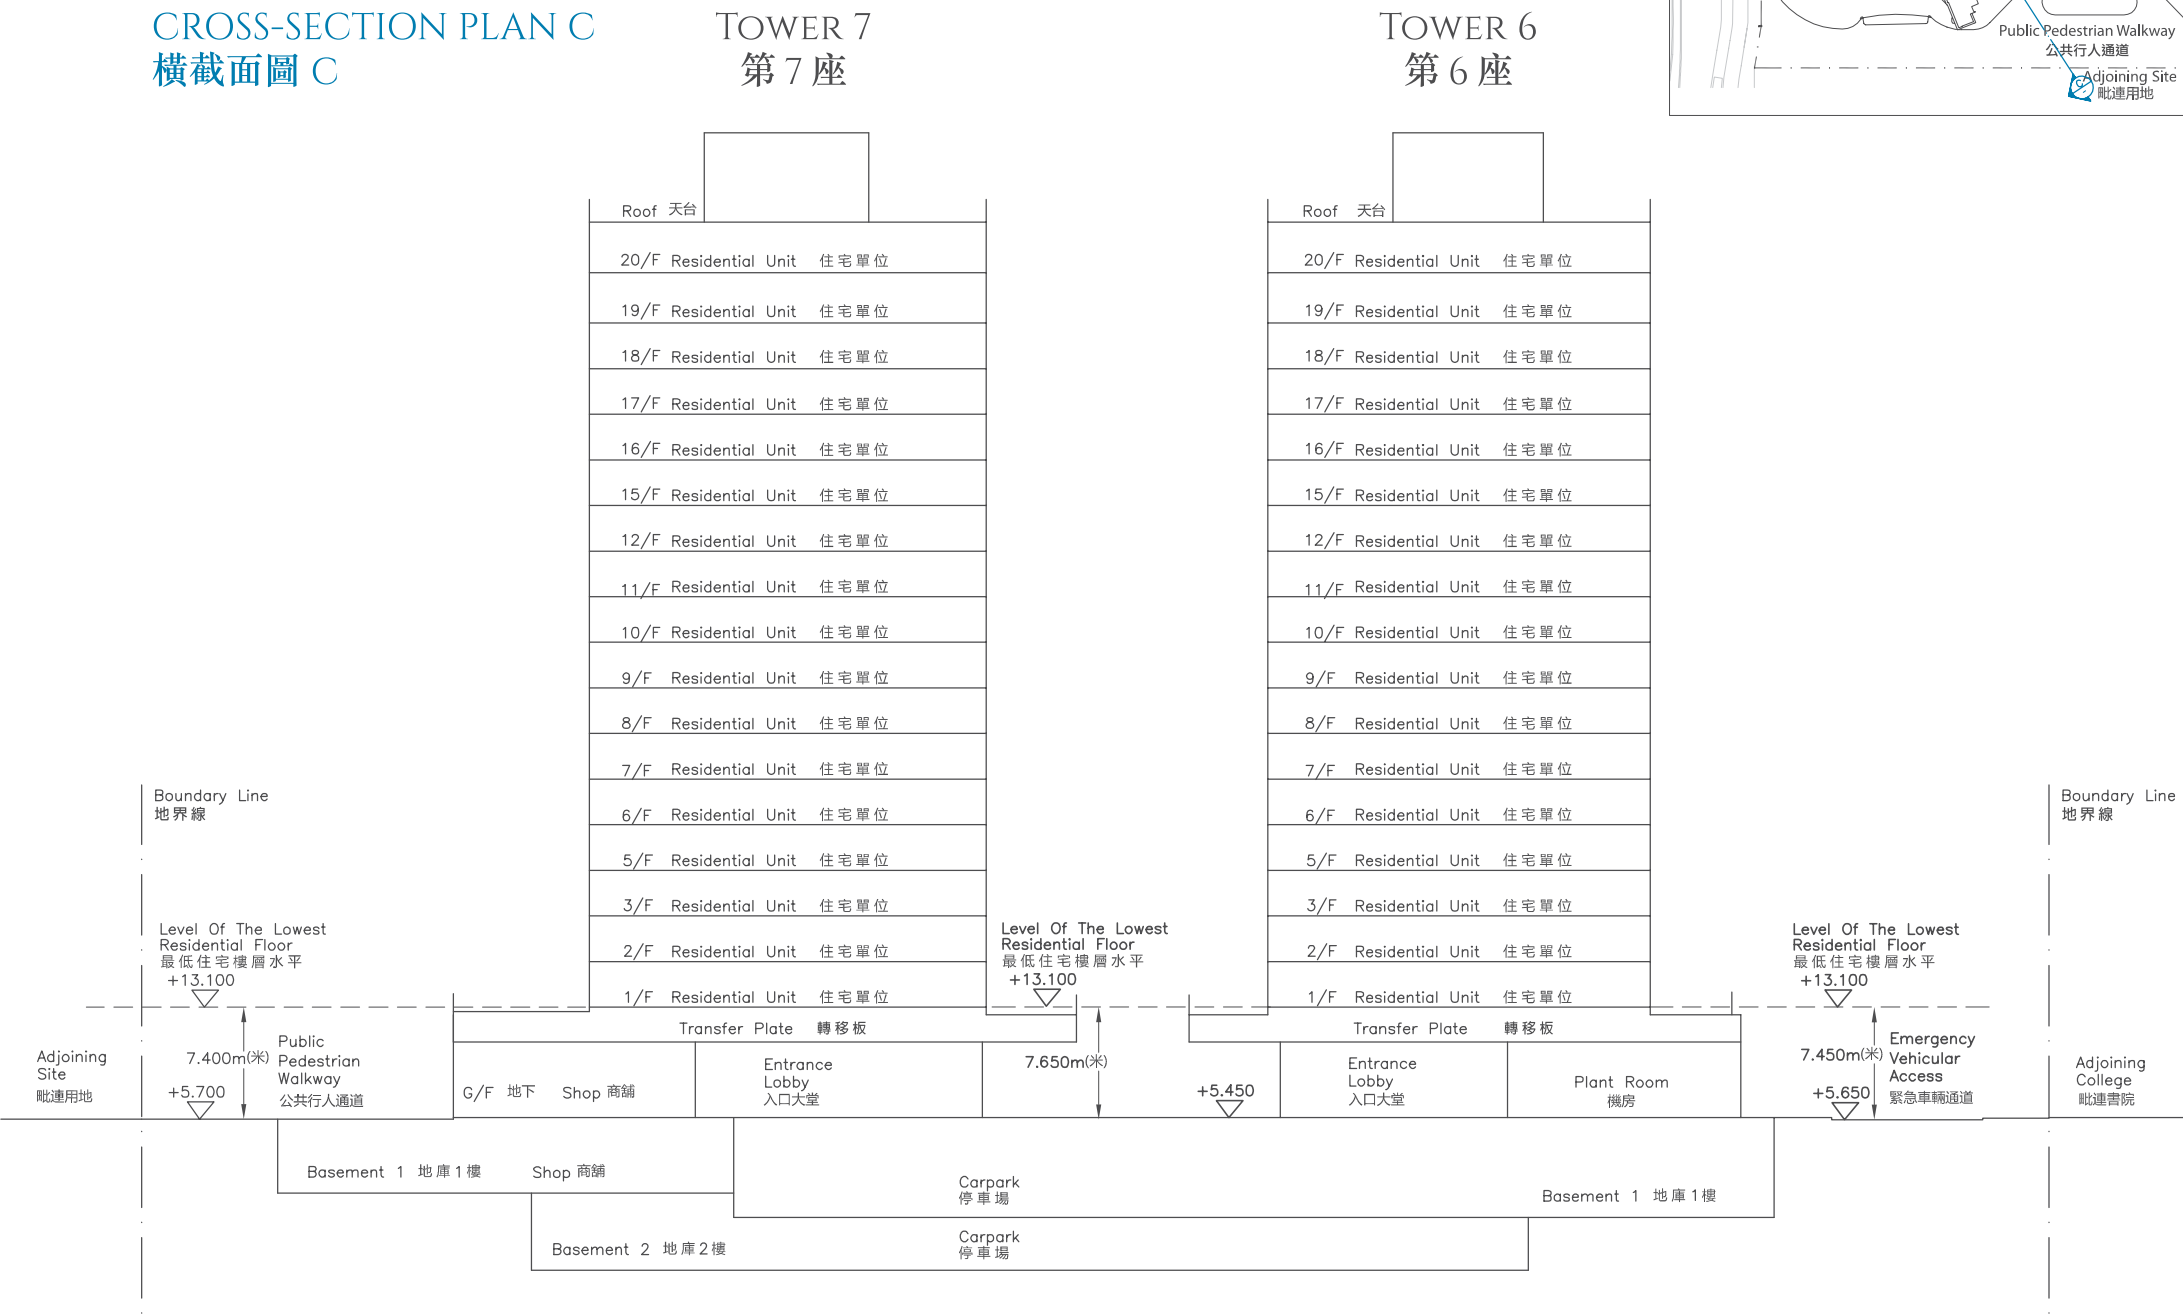 CROSS-SECTION PLAN C
橫截面圖 C
TOWER 7
第 7 座
TOWER 6
第 6 座
Public Pedestrian Walkway
公共行人通道
Adjoining Site
毗連用地
C
Roof 天台
20/F Residential Unit 住宅單位
19/F Residential Unit 住宅單位
18/F Residential Unit 住宅單位
17/F Residential Unit 住宅單位
16/F Residential Unit 住宅單位
15/F Residential Unit 住宅單位
12/F Residential Unit 住宅單位
11/F Residential Unit 住宅單位
10/F Residential Unit 住宅單位
9/F Residential Unit 住宅單位
8/F Residential Unit 住宅單位
7/F Residential Unit 住宅單位
6/F Residential Unit 住宅單位
5/F Residential Unit 住宅單位
3/F Residential Unit 住宅單位
2/F Residential Unit 住宅單位
1/F Residential Unit 住宅單位
Transfer Plate 轉移板
Roof 天台
20/F Residential Unit 住宅單位
19/F Residential Unit 住宅單位
18/F Residential Unit 住宅單位
17/F Residential Unit 住宅單位
16/F Residential Unit 住宅單位
15/F Residential Unit 住宅單位
12/F Residential Unit 住宅單位
11/F Residential Unit 住宅單位
10/F Residential Unit 住宅單位
9/F Residential Unit 住宅單位
8/F Residential Unit 住宅單位
7/F Residential Unit 住宅單位
6/F Residential Unit 住宅單位
5/F Residential Unit 住宅單位
3/F Residential Unit 住宅單位
2/F Residential Unit 住宅單位
1/F Residential Unit 住宅單位
Transfer Plate 轉移板
Boundary Line
地界線
Level Of The Lowest
Residential Floor
最低住宅樓層水平
+13.100
7.400m(米)
+5.700
Public
Pedestrian
Walkway
公共行人通道
Adjoining
Site
毗連用地
G/F 地下 Shop 商舖
Entrance
Lobby
入口大堂
Level Of The Lowest
Residential Floor
最低住宅樓層水平
+13.100
7.650m(米)
+5.450
Entrance
Lobby
入口大堂
Plant Room
機房
Boundary Line
地界線
Level Of The Lowest
Residential Floor
最低住宅樓層水平
+13.100
7.450m(米)
+5.650
Emergency
Vehicular
Access
緊急車輛通道
Adjoining
College
毗連書院
Basement 1 地庫1樓 Shop 商舖
Carpark
停車場
Basement 1 地庫1樓
Basement 2 地庫2樓
Carpark
停車場